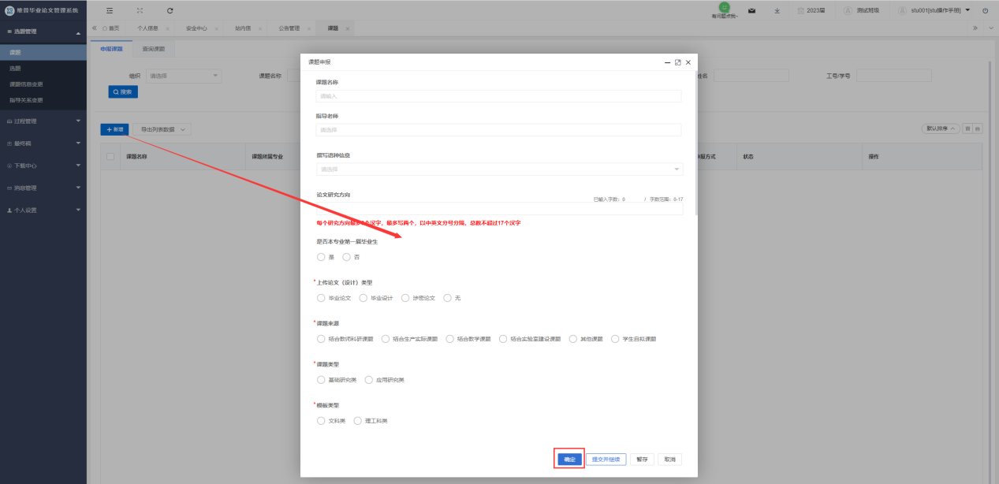 维普毕业论文管理系统
有问题点我~
2023届
测试班级
stu001[stu操作手册]
选题管理
首页
个人信息
安全中心
站内信
公告管理
课题
课题
选题
课题信息变更
指导关系变更
过程管理
最终稿
下载中心
消息管理
个人设置
申报课题
查询课题
组织
请选择
课题名称
姓名
工号/学号
搜索
+ 新增
导出列表数据
默认排序
课题名称
课题所属专业
申报方式
状态
操作
课题申报
课题名称
请输入
指导老师
请选择
撰写语种信息
请选择
论文研究方向
已输入字数: 0 / 字数范围: 0-17
每个研究方向最多 个汉字, 最多写两个, 以中英文分号分隔, 总数不超过17个汉字
是否本专业第一届毕业生
是 否
*上传论文（设计）类型
毕业论文 毕业设计 涉密论文 无
*课题来源
结合教师科研课题 结合生产实际课题 结合教学课题 结合实验室建设课题 其他课题 学生自拟课题
*课题类型
基础研究类 应用研究类
*模板类型
文科类 理工科类
确定 提交并继续 暂存 取消